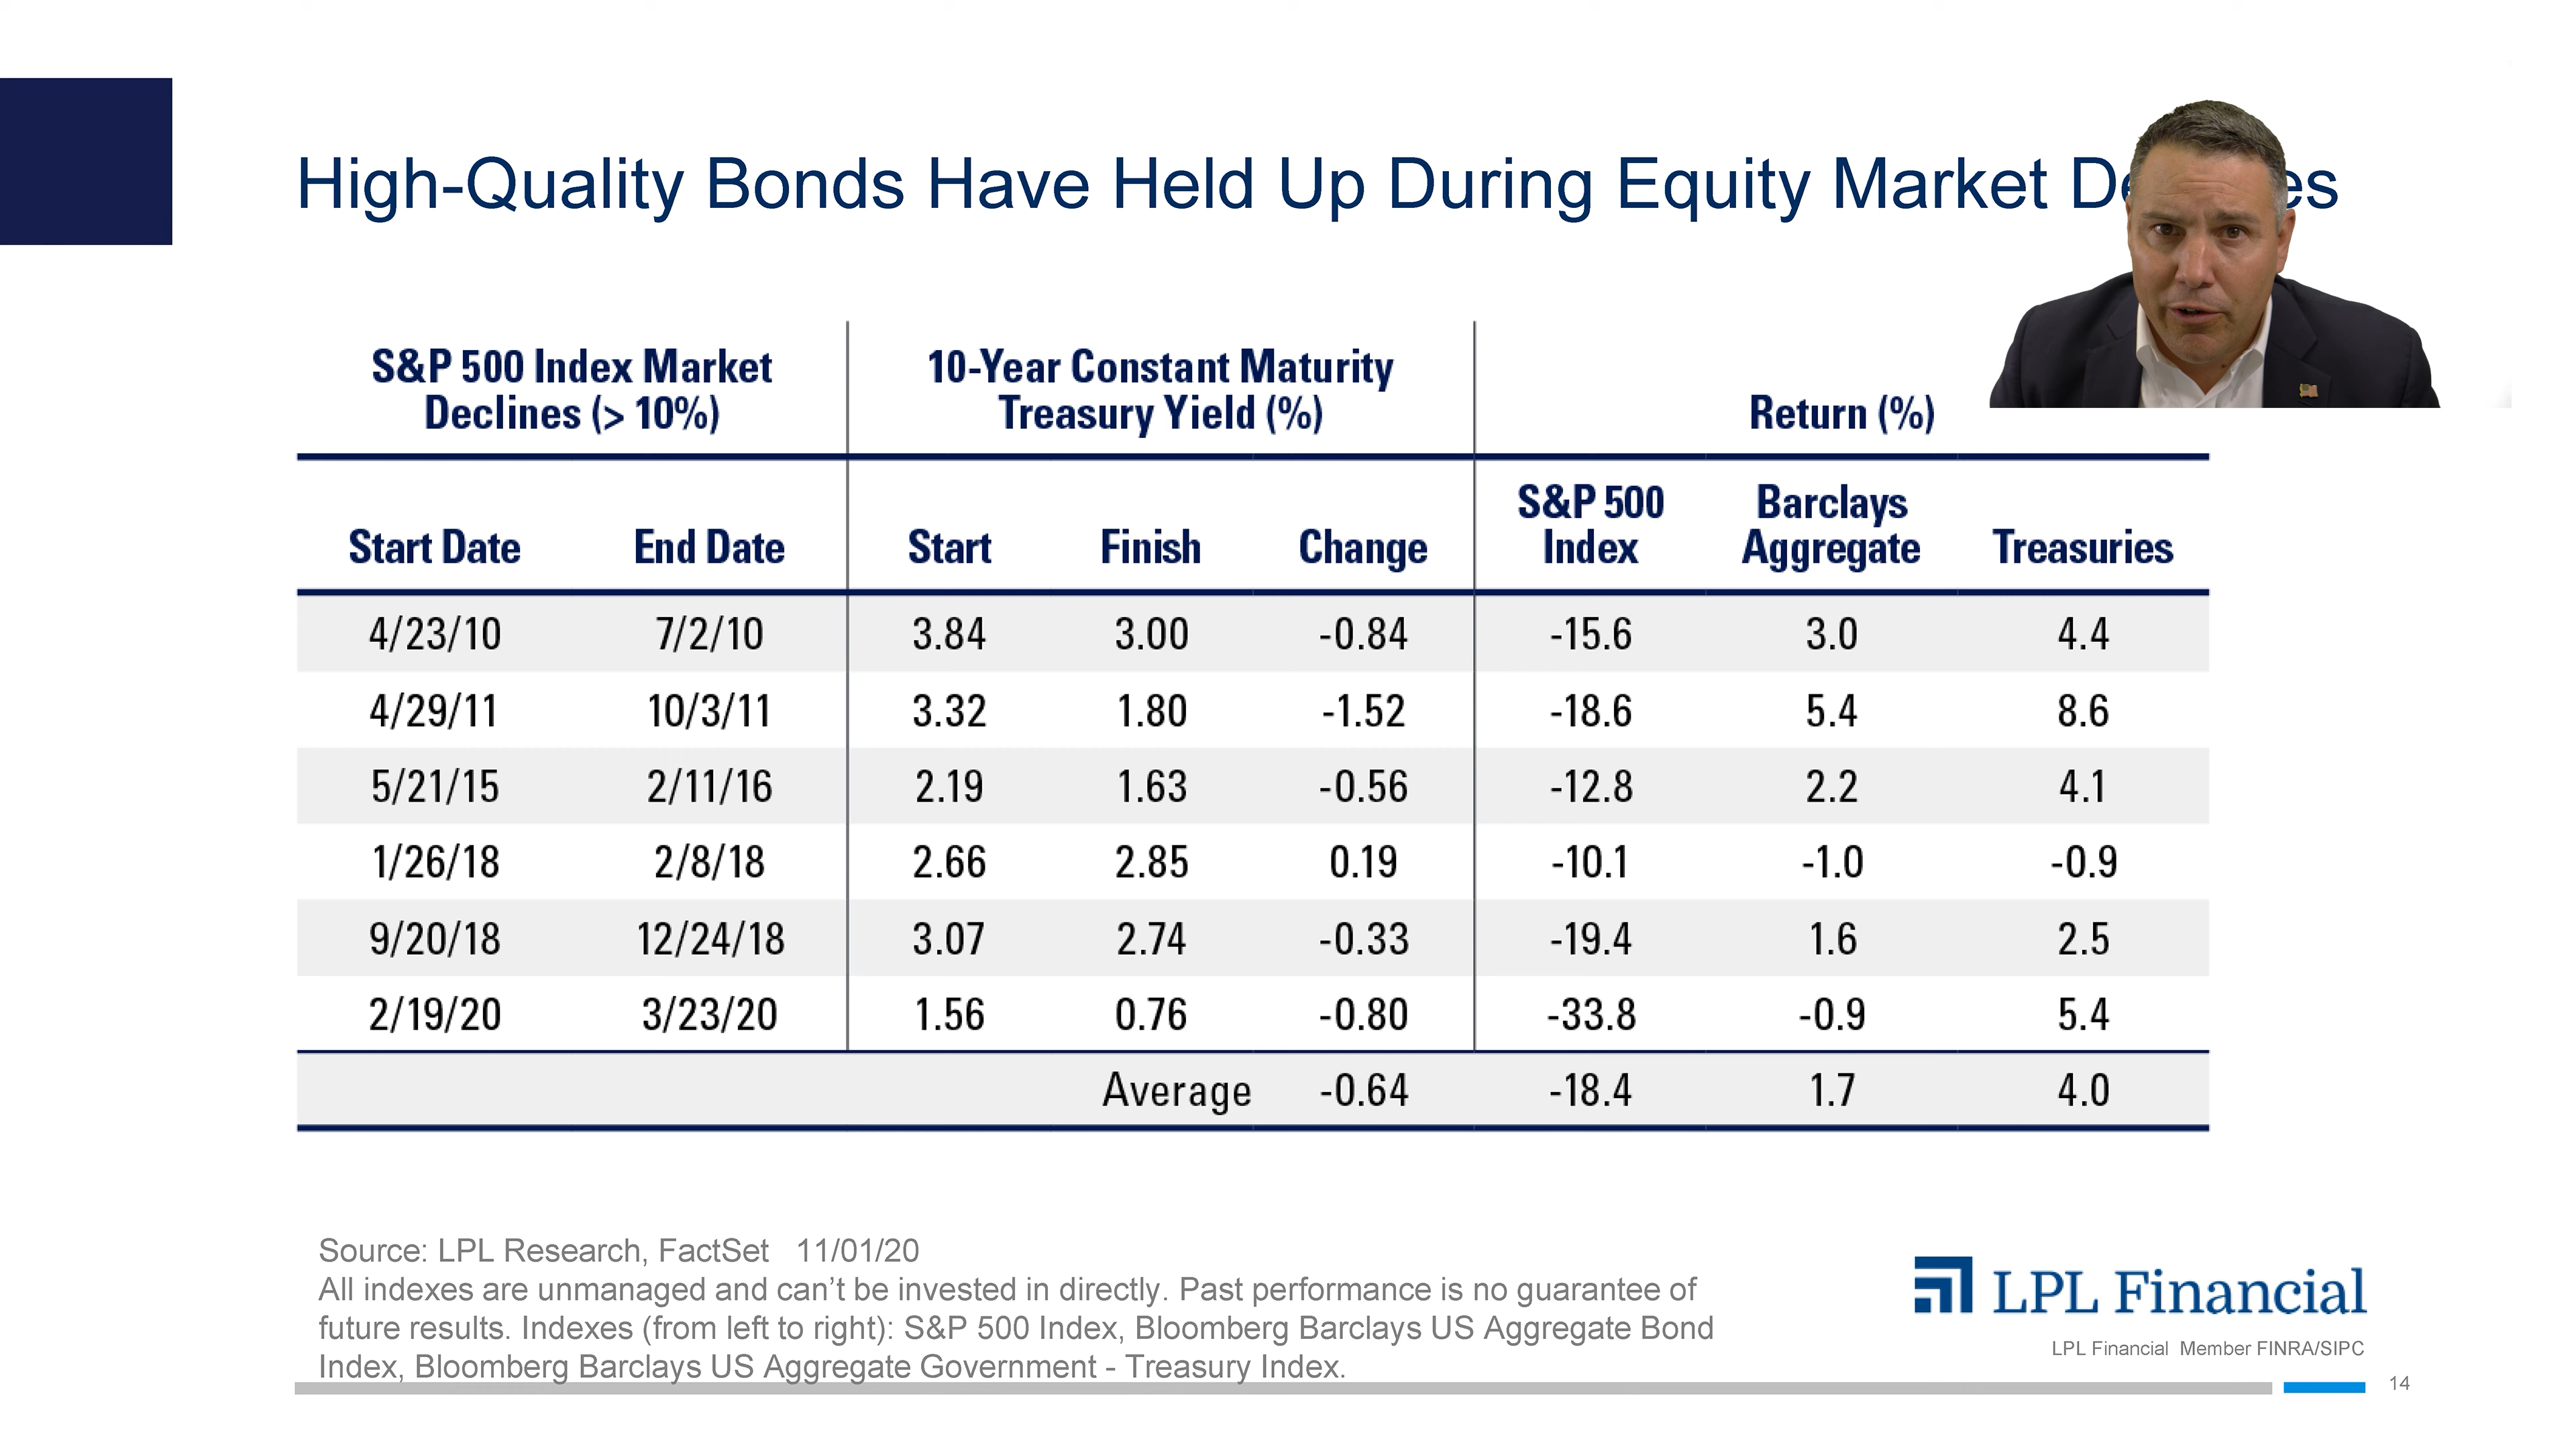 High-Quality Bonds Have Held Up During Equity Market
S&P 500 Index Market
Declines (> 10%)
10-Year Constant Maturity
Treasury Yield (%)
Return (%)
Start Date End Date Start Finish Change S&P 500 Index Barclays Aggregate Treasuries
4/23/10 7/2/10 3.84 3.00 -0.84 -15.6 3.0 4.4
4/29/11 10/3/11 3.32 1.80 -1.52 -18.6 5.4 8.6
5/21/15 2/11/16 2.19 1.63 -0.56 -12.8 2.2 4.1
1/26/18 2/8/18 2.66 2.85 0.19 -10.1 -1.0 -0.9
9/20/18 12/24/18 3.07 2.74 -0.33 -19.4 1.6 2.5
2/19/20 3/23/20 1.56 0.76 -0.80 -33.8 -0.9 5.4
Average -0.64 -18.4 1.7 4.0
Source: LPL Research, FactSet 11/01/20
All indexes are unmanaged and can’t be invested in directly. Past performance is no guarantee of
future results. Indexes (from left to right): S&P 500 Index, Bloomberg Barclays US Aggregate Bond
Index, Bloomberg Barclays US Aggregate Government - Treasury Index.
LPL Financial
LPL Financial Member FINRA/SIPC
14